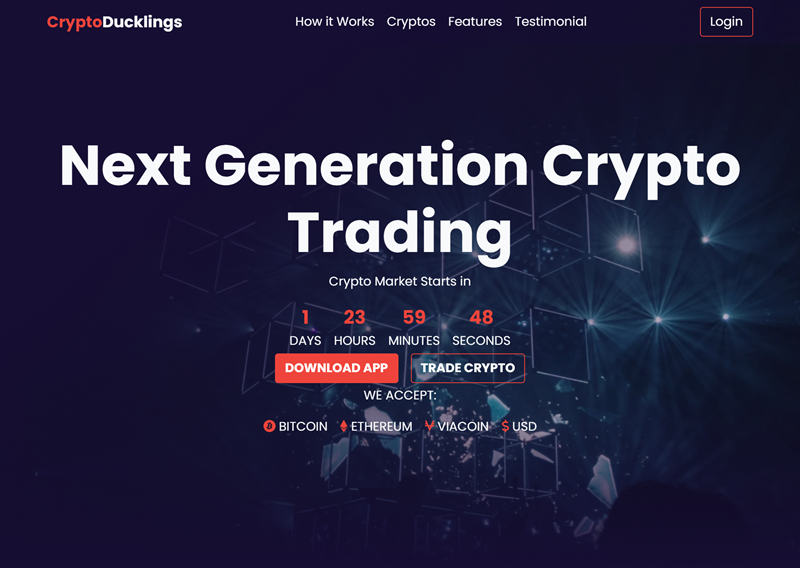 CryptoDucklings How it Works Cryptos Features Testimonial Login
Next Generation Crypto
Trading
Crypto Market Starts in
1 23 59 48
DAYS HOURS MINUTES SECONDS
DOWNLOAD APP TRADE CRYPTO
WE ACCEPT:
BITCOIN ETHEREUM VIACOIN $ USD